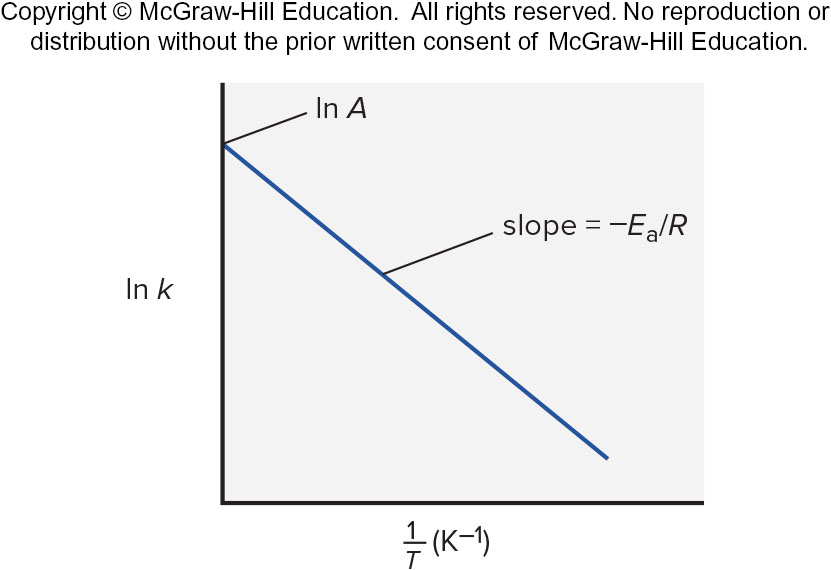 Copyright © McGraw-Hill Education.  All rights reserved. No reproduction or
distribution without the prior written consent of McGraw-Hill Education.
ln A
slope = −Eₐ/R
ln k
1/T (K⁻¹)